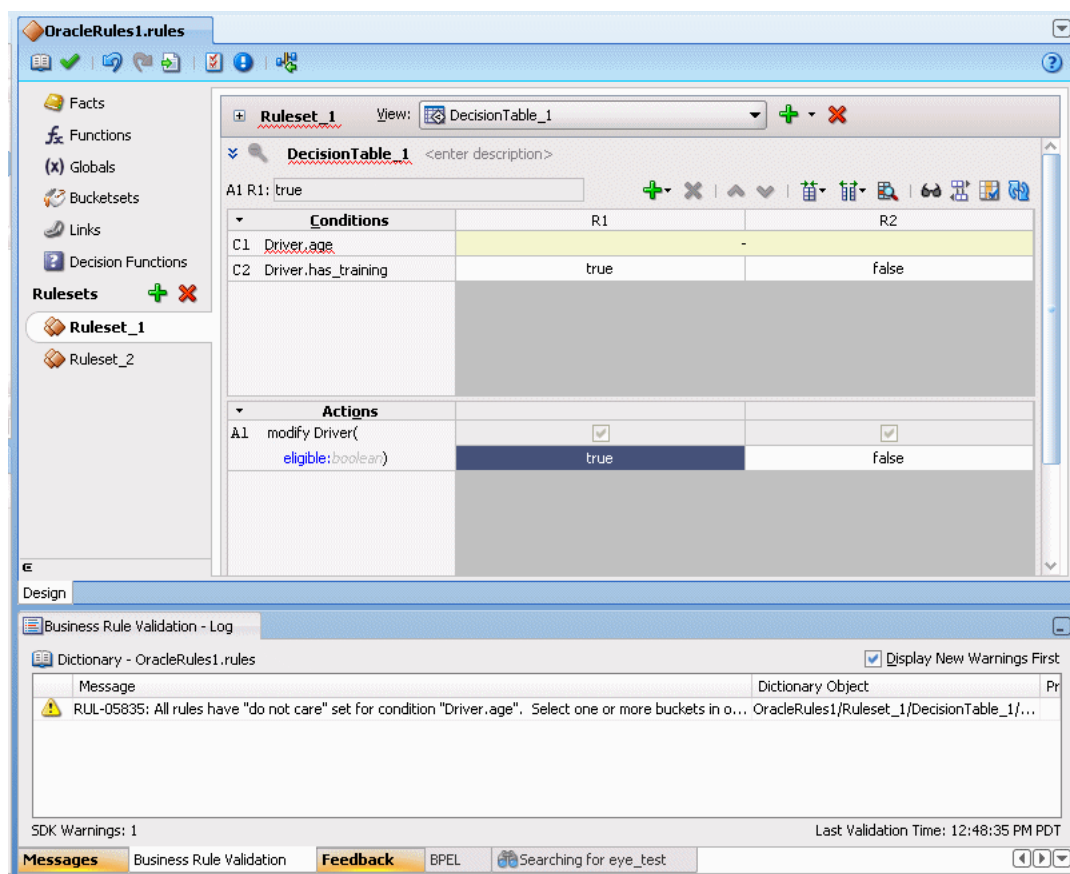 OracleRules1.rules
Facts
Functions
Globals
Bucketsets
Links
Decision Functions
Rulesets
Ruleset_1
Ruleset_2
Ruleset_1 View: DecisionTable_1
DecisionTable_1 <enter description>
A1 R1: true
Conditions R1 R2
C1 Driver.age -
C2 Driver.has_training true false
Actions
A1 modify Driver(
eligible:boolean) true false
Design
Business Rule Validation - Log
Dictionary - OracleRules1.rules Display New Warnings First
Message Dictionary Object Pr
RUL-05835: All rules have "do not care" set for condition "Driver.age". Select one or more buckets in o... OracleRules1/Ruleset_1/DecisionTable_1/...
SDK Warnings: 1 Last Validation Time: 12:48:35 PM PDT
Messages Business Rule Validation Feedback BPEL Searching for eye_test